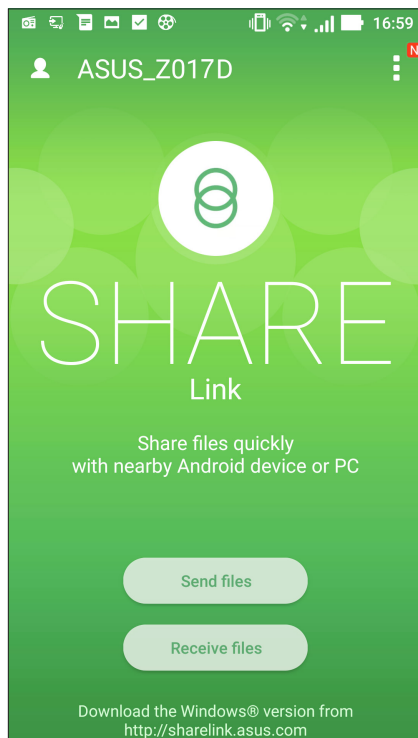 16:59
ASUS_Z017D
N
SHARE
Link
Share files quickly
with nearby Android device or PC
Send files
Receive files
Download the Windows® version from
http://sharelink.asus.com